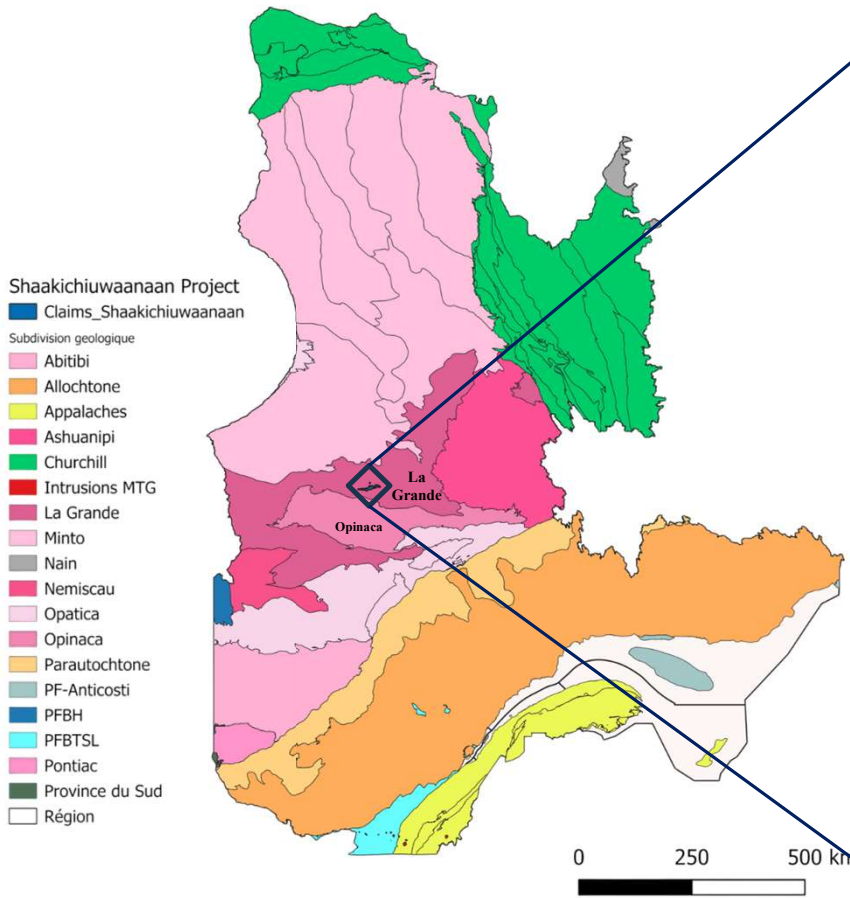 Shaakichiuwaanaan Project
Claims_Shaakichiuwaanaan
Subdivision geologique
Abitibi
Allochtone
Appalaches
Ashuanipi
Churchill
Intrusions MTG
La Grande
Minto
Nain
Nemiscau
Opatica
Opinaca
Parautochtone
PF-Anticosti
PFBH
PFBTSL
Pontiac
Province du Sud
Région
La
Grande
Opinaca
0 250 500 km